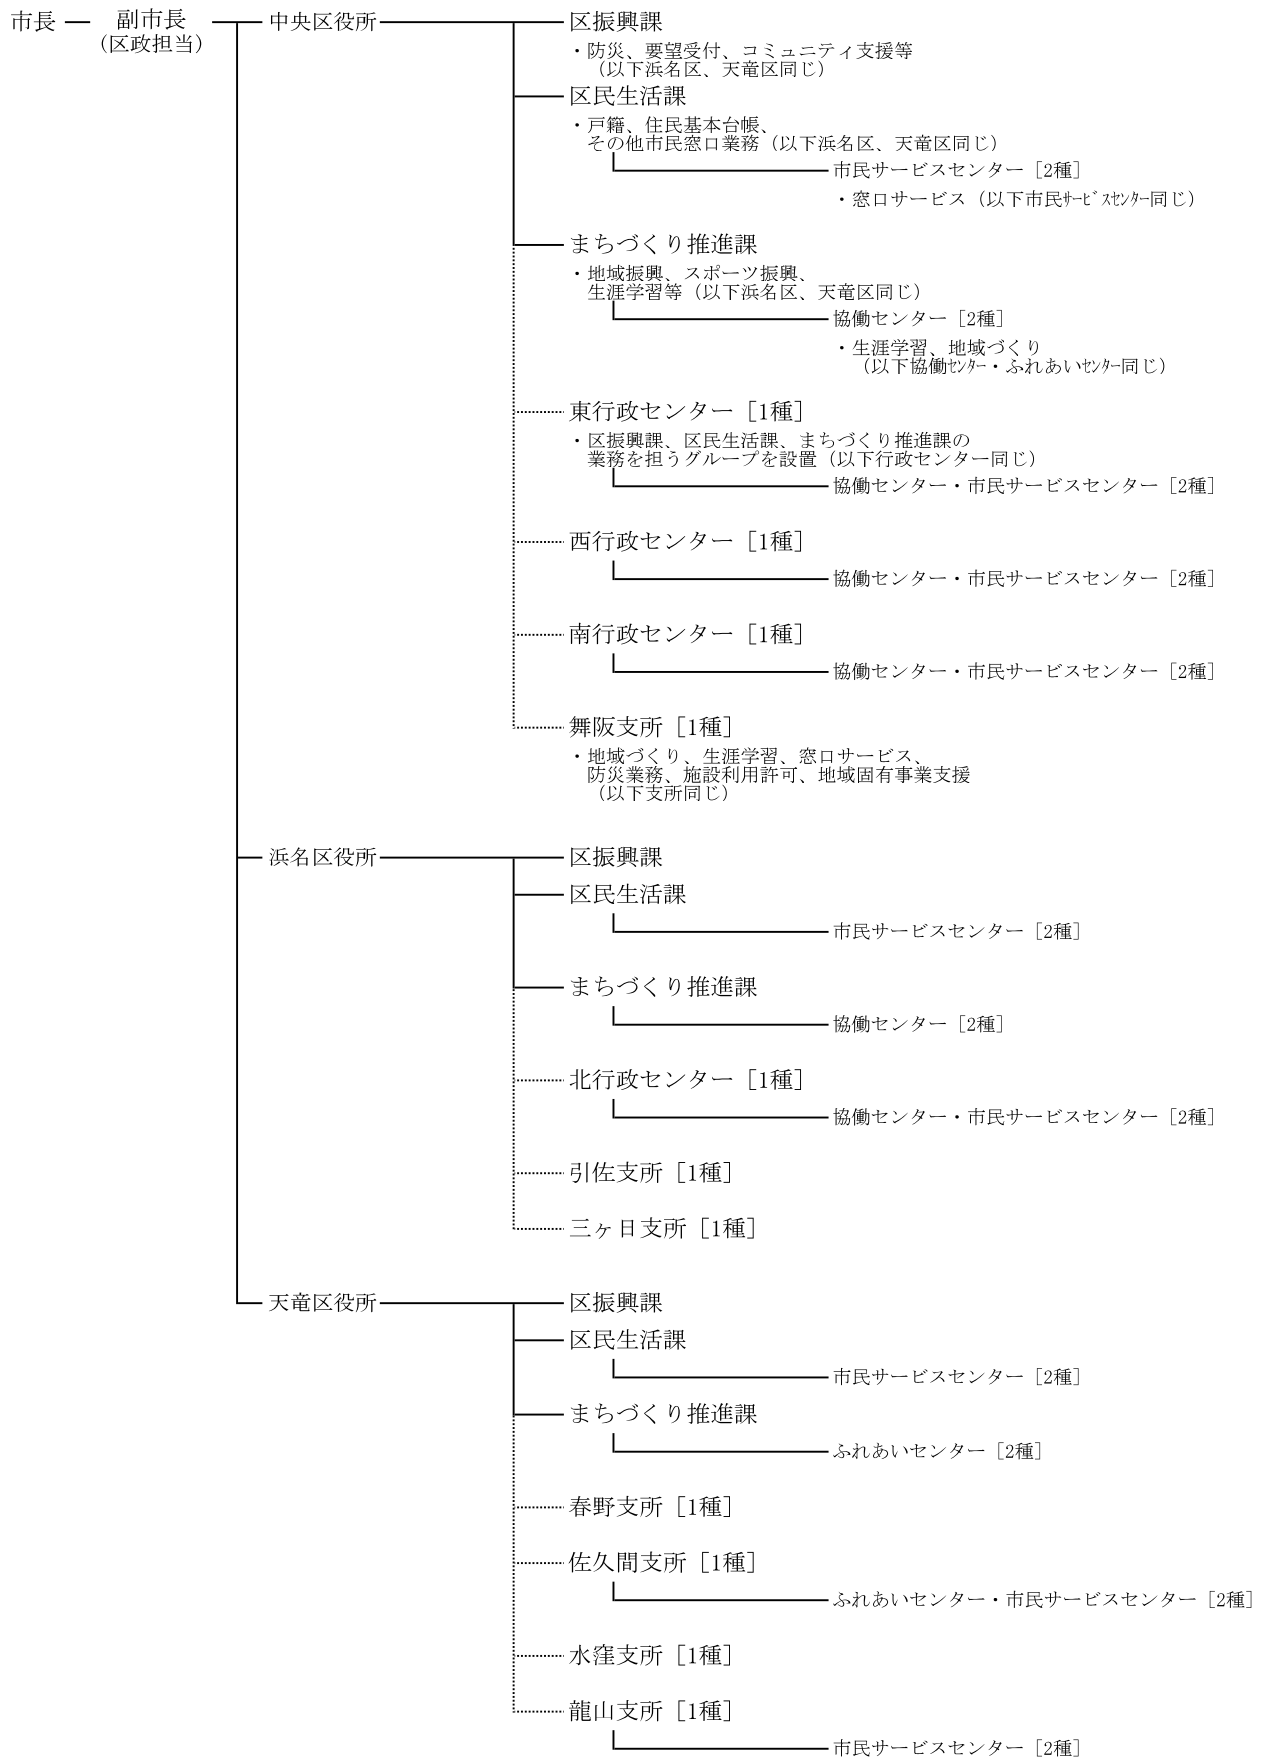 市長
副市長
（区政担当）
中央区役所
区振興課
・防災、要望受付、コミュニティ支援等
（以下浜名区、天竜区同じ）
区民生活課
・戸籍、住民基本台帳、
その他市民窓口業務（以下浜名区、天竜区同じ）
市民サービスセンター［2種］
・窓口サービス（以下市民ｻｰﾋﾞｽｾﾝﾀｰ同じ）
まちづくり推進課
・地域振興、スポーツ振興、
生涯学習等（以下浜名区、天竜区同じ）
協働センター［2種］
・生涯学習、地域づくり
（以下協働ｾﾝﾀｰ・ふれあいｾﾝﾀｰ同じ）
東行政センター［1種］
・区振興課、区民生活課、まちづくり推進課の
業務を担うグループを設置（以下行政センター同じ）
協働センター・市民サービスセンター［2種］
西行政センター［1種］
協働センター・市民サービスセンター［2種］
南行政センター［1種］
協働センター・市民サービスセンター［2種］
舞阪支所［1種］
・地域づくり、生涯学習、窓口サービス、
防災業務、施設利用許可、地域固有事業支援
（以下支所同じ）
浜名区役所
区振興課
区民生活課
市民サービスセンター［2種］
まちづくり推進課
協働センター［2種］
北行政センター［1種］
協働センター・市民サービスセンター［2種］
引佐支所［1種］
三ヶ日支所［1種］
天竜区役所
区振興課
区民生活課
市民サービスセンター［2種］
まちづくり推進課
ふれあいセンター［2種］
春野支所［1種］
佐久間支所［1種］
ふれあいセンター・市民サービスセンター［2種］
水窪支所［1種］
龍山支所［1種］
市民サービスセンター［2種］